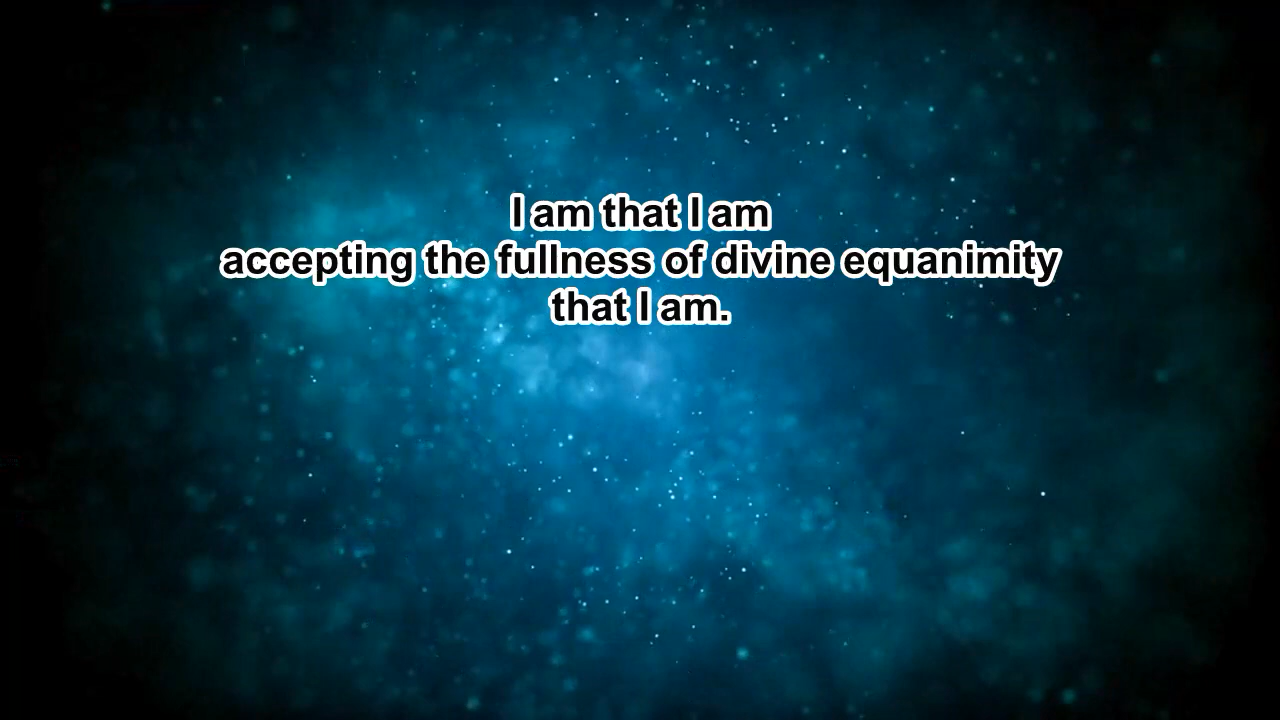 I am that I am
accepting the fullness of divine equanimity
that I am.